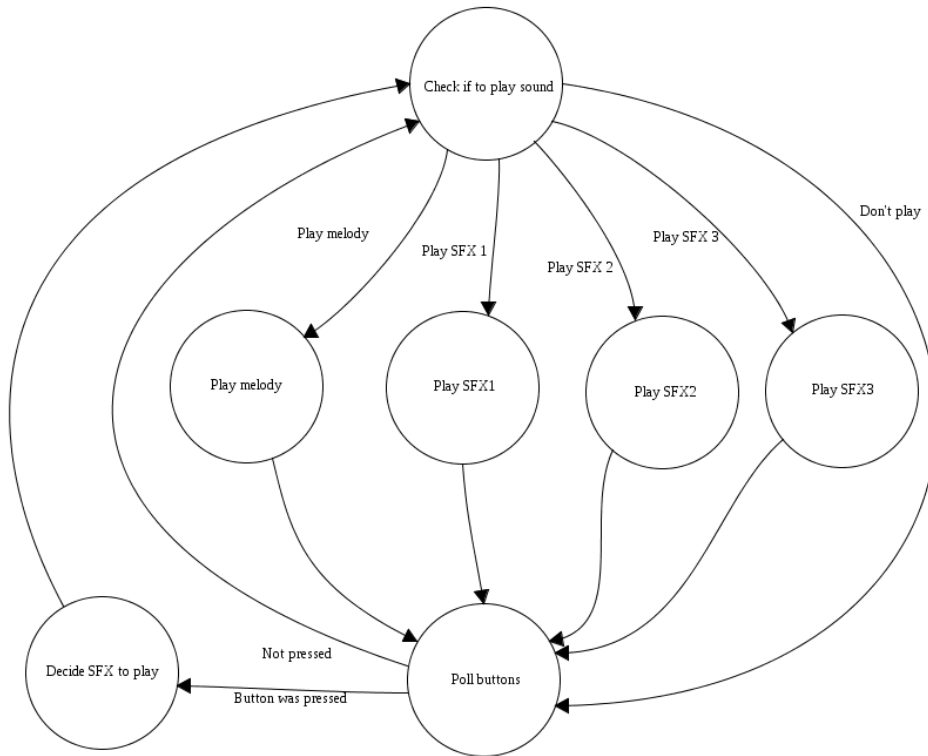 Check if to play sound
Don't play
Play melody
Play SFX 1
Play SFX 2
Play SFX 3
Play melody
Play SFX1
Play SFX2
Play SFX3
Not pressed
Decide SFX to play
Poll buttons
Button was pressed